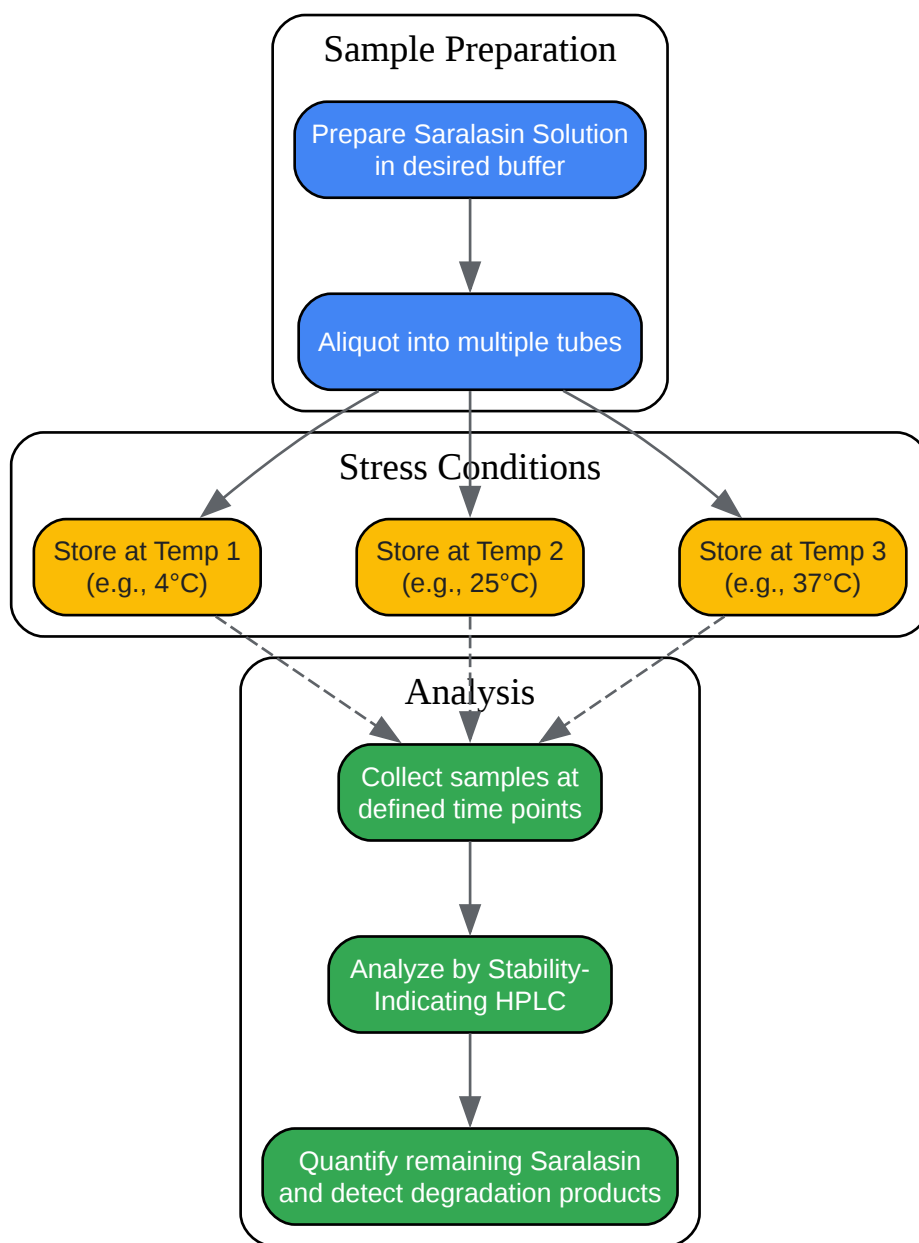 Sample Preparation
Prepare Saralasin Solution
in desired buffer
Aliquot into multiple tubes
Stress Conditions
Store at Temp 1
(e.g., 4°C)
Store at Temp 2
(e.g., 25°C)
Store at Temp 3
(e.g., 37°C)
Analysis
Collect samples at
defined time points
Analyze by Stability-
Indicating HPLC
Quantify remaining Saralasin
and detect degradation products